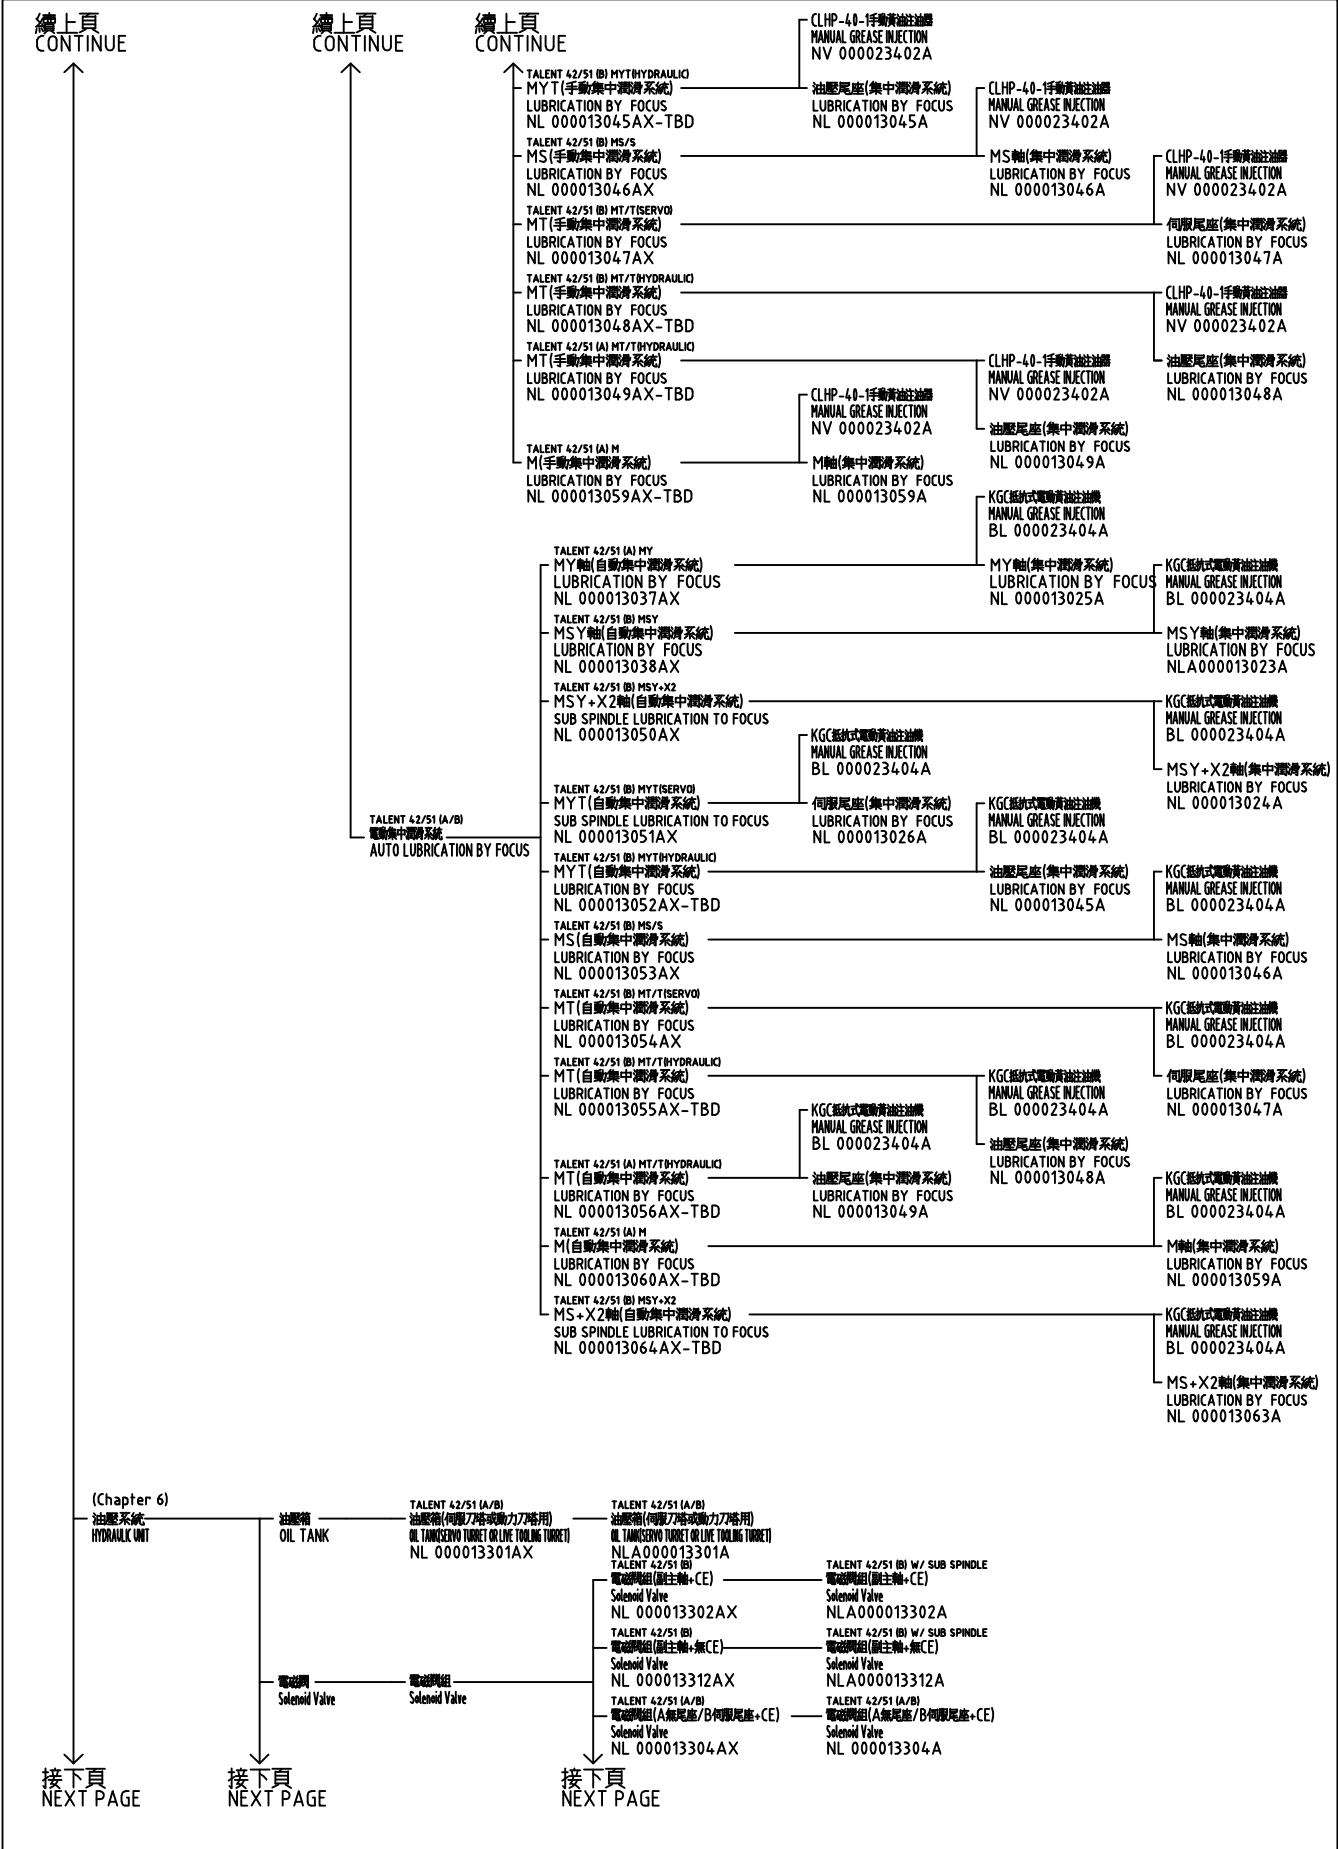 續上頁
CONTINUE
續上頁
CONTINUE
續上頁
CONTINUE
CLHP-40-1手動黃油注油器
MANUAL GREASE INJECTION
NV 000023402A
TALENT 42/51 (B) MYT(HYDRAULIC)
MYT(手動集中潤滑系統)
LUBRICATION BY FOCUS
NL 000013045AX-TBD
油壓尾座(集中潤滑系統)
LUBRICATION BY FOCUS
NL 000013045A
CLHP-40-1手動黃油注油器
MANUAL GREASE INJECTION
NV 000023402A
TALENT 42/51 (B) MS/S
MS(手動集中潤滑系統)
LUBRICATION BY FOCUS
NL 000013046AX
MS軸(集中潤滑系統)
LUBRICATION BY FOCUS
NL 000013046A
CLHP-40-1手動黃油注油器
MANUAL GREASE INJECTION
NV 000023402A
TALENT 42/51 (B) MT/T(SERVO)
MT(手動集中潤滑系統)
LUBRICATION BY FOCUS
NL 000013047AX
伺服尾座(集中潤滑系統)
LUBRICATION BY FOCUS
NL 000013047A
TALENT 42/51 (B) MT/T(HYDRAULIC)
MT(手動集中潤滑系統)
LUBRICATION BY FOCUS
NL 000013048AX-TBD
CLHP-40-1手動黃油注油器
MANUAL GREASE INJECTION
NV 000023402A
油壓尾座(集中潤滑系統)
LUBRICATION BY FOCUS
NL 000013048A
TALENT 42/51 (A) MT/T(HYDRAULIC)
MT(手動集中潤滑系統)
LUBRICATION BY FOCUS
NL 000013049AX-TBD
CLHP-40-1手動黃油注油器
MANUAL GREASE INJECTION
NV 000023402A
油壓尾座(集中潤滑系統)
LUBRICATION BY FOCUS
NL 000013049A
CLHP-40-1手動黃油注油器
MANUAL GREASE INJECTION
NV 000023402A
TALENT 42/51 (A) M
M(手動集中潤滑系統)
LUBRICATION BY FOCUS
NL 000013059AX-TBD
M軸(集中潤滑系統)
LUBRICATION BY FOCUS
NL 000013059A
TALENT 42/51 (A/B)
電動集中潤滑系統
AUTO LUBRICATION BY FOCUS
KGC抵抗式電動黃油注油機
MANUAL GREASE INJECTION
BL 000023404A
TALENT 42/51 (A) MY
MY軸(自動集中潤滑系統)
LUBRICATION BY FOCUS
NL 000013037AX
MY軸(集中潤滑系統)
LUBRICATION BY FOCUS
NL 000013025A
KGC抵抗式電動黃油注油機
MANUAL GREASE INJECTION
BL 000023404A
TALENT 42/51 (B) MSY
MSY軸(自動集中潤滑系統)
LUBRICATION BY FOCUS
NL 000013038AX
MSY軸(集中潤滑系統)
LUBRICATION BY FOCUS
NLA000013023A
TALENT 42/51 (B) MSY+X2
MSY+X2軸(自動集中潤滑系統)
SUB SPINDLE LUBRICATION TO FOCUS
NL 000013050AX
KGC抵抗式電動黃油注油機
MANUAL GREASE INJECTION
BL 000023404A
MSY+X2軸(集中潤滑系統)
LUBRICATION BY FOCUS
NL 000013024A
KGC抵抗式電動黃油注油機
MANUAL GREASE INJECTION
BL 000023404A
TALENT 42/51 (B) MYT(SERVO)
MYT(自動集中潤滑系統)
SUB SPINDLE LUBRICATION TO FOCUS
NL 000013051AX
伺服尾座(集中潤滑系統)
LUBRICATION BY FOCUS
NL 000013026A
KGC抵抗式電動黃油注油機
MANUAL GREASE INJECTION
BL 000023404A
TALENT 42/51 (B) MYT(HYDRAULIC)
MYT(自動集中潤滑系統)
LUBRICATION BY FOCUS
NL 000013052AX-TBD
油壓尾座(集中潤滑系統)
LUBRICATION BY FOCUS
NL 000013045A
KGC抵抗式電動黃油注油機
MANUAL GREASE INJECTION
BL 000023404A
TALENT 42/51 (B) MS/S
MS(自動集中潤滑系統)
LUBRICATION BY FOCUS
NL 000013053AX
MS軸(集中潤滑系統)
LUBRICATION BY FOCUS
NL 000013046A
TALENT 42/51 (B) MT/T(SERVO)
MT(自動集中潤滑系統)
LUBRICATION BY FOCUS
NL 000013054AX
KGC抵抗式電動黃油注油機
MANUAL GREASE INJECTION
BL 000023404A
伺服尾座(集中潤滑系統)
LUBRICATION BY FOCUS
NL 000013047A
TALENT 42/51 (B) MT/T(HYDRAULIC)
MT(自動集中潤滑系統)
LUBRICATION BY FOCUS
NL 000013055AX-TBD
KGC抵抗式電動黃油注油機
MANUAL GREASE INJECTION
BL 000023404A
油壓尾座(集中潤滑系統)
LUBRICATION BY FOCUS
NL 000013048A
KGC抵抗式電動黃油注油機
MANUAL GREASE INJECTION
BL 000023404A
TALENT 42/51 (A) MT/T(HYDRAULIC)
MT(自動集中潤滑系統)
LUBRICATION BY FOCUS
NL 000013056AX-TBD
油壓尾座(集中潤滑系統)
LUBRICATION BY FOCUS
NL 000013049A
KGC抵抗式電動黃油注油機
MANUAL GREASE INJECTION
BL 000023404A
TALENT 42/51 (A) M
M(自動集中潤滑系統)
LUBRICATION BY FOCUS
NL 000013060AX-TBD
M軸(集中潤滑系統)
LUBRICATION BY FOCUS
NL 000013059A
TALENT 42/51 (B) MSY+X2
MS+X2軸(自動集中潤滑系統)
SUB SPINDLE LUBRICATION TO FOCUS
NL 000013064AX-TBD
KGC抵抗式電動黃油注油機
MANUAL GREASE INJECTION
BL 000023404A
MS+X2軸(集中潤滑系統)
LUBRICATION BY FOCUS
NL 000013063A
(Chapter 6)
油壓系統
HYDRAULIC UNIT
油壓箱
OIL TANK
TALENT 42/51 (A/B)
油壓箱(伺服刀塔或動力刀塔用)
OIL TANK(SERVO TURRET OR LIVE TOOLING TURRET)
NL 000013301AX
TALENT 42/51 (A/B)
油壓箱(伺服刀塔或動力刀塔用)
OIL TANK(SERVO TURRET OR LIVE TOOLING TURRET)
NLA000013301A
TALENT 42/51 (B)
電磁閥組(副主軸+CE)
Solenoid Valve
NL 000013302AX
TALENT 42/51 (B) W/ SUB SPINDLE
電磁閥組(副主軸+CE)
Solenoid Valve
NLA000013302A
TALENT 42/51 (B)
電磁閥組(副主軸+無CE)
Solenoid Valve
NL 000013312AX
TALENT 42/51 (B) W/ SUB SPINDLE
電磁閥組(副主軸+無CE)
Solenoid Valve
NLA000013312A
電磁閥
Solenoid Valve
電磁閥組
Solenoid Valve
TALENT 42/51 (A/B)
電磁閥組(A無尾座/B伺服尾座+CE)
Solenoid Valve
NL 000013304AX
TALENT 42/51 (A/B)
電磁閥組(A無尾座/B伺服尾座+CE)
Solenoid Valve
NL 000013304A
接下頁
NEXT PAGE
接下頁
NEXT PAGE
接下頁
NEXT PAGE